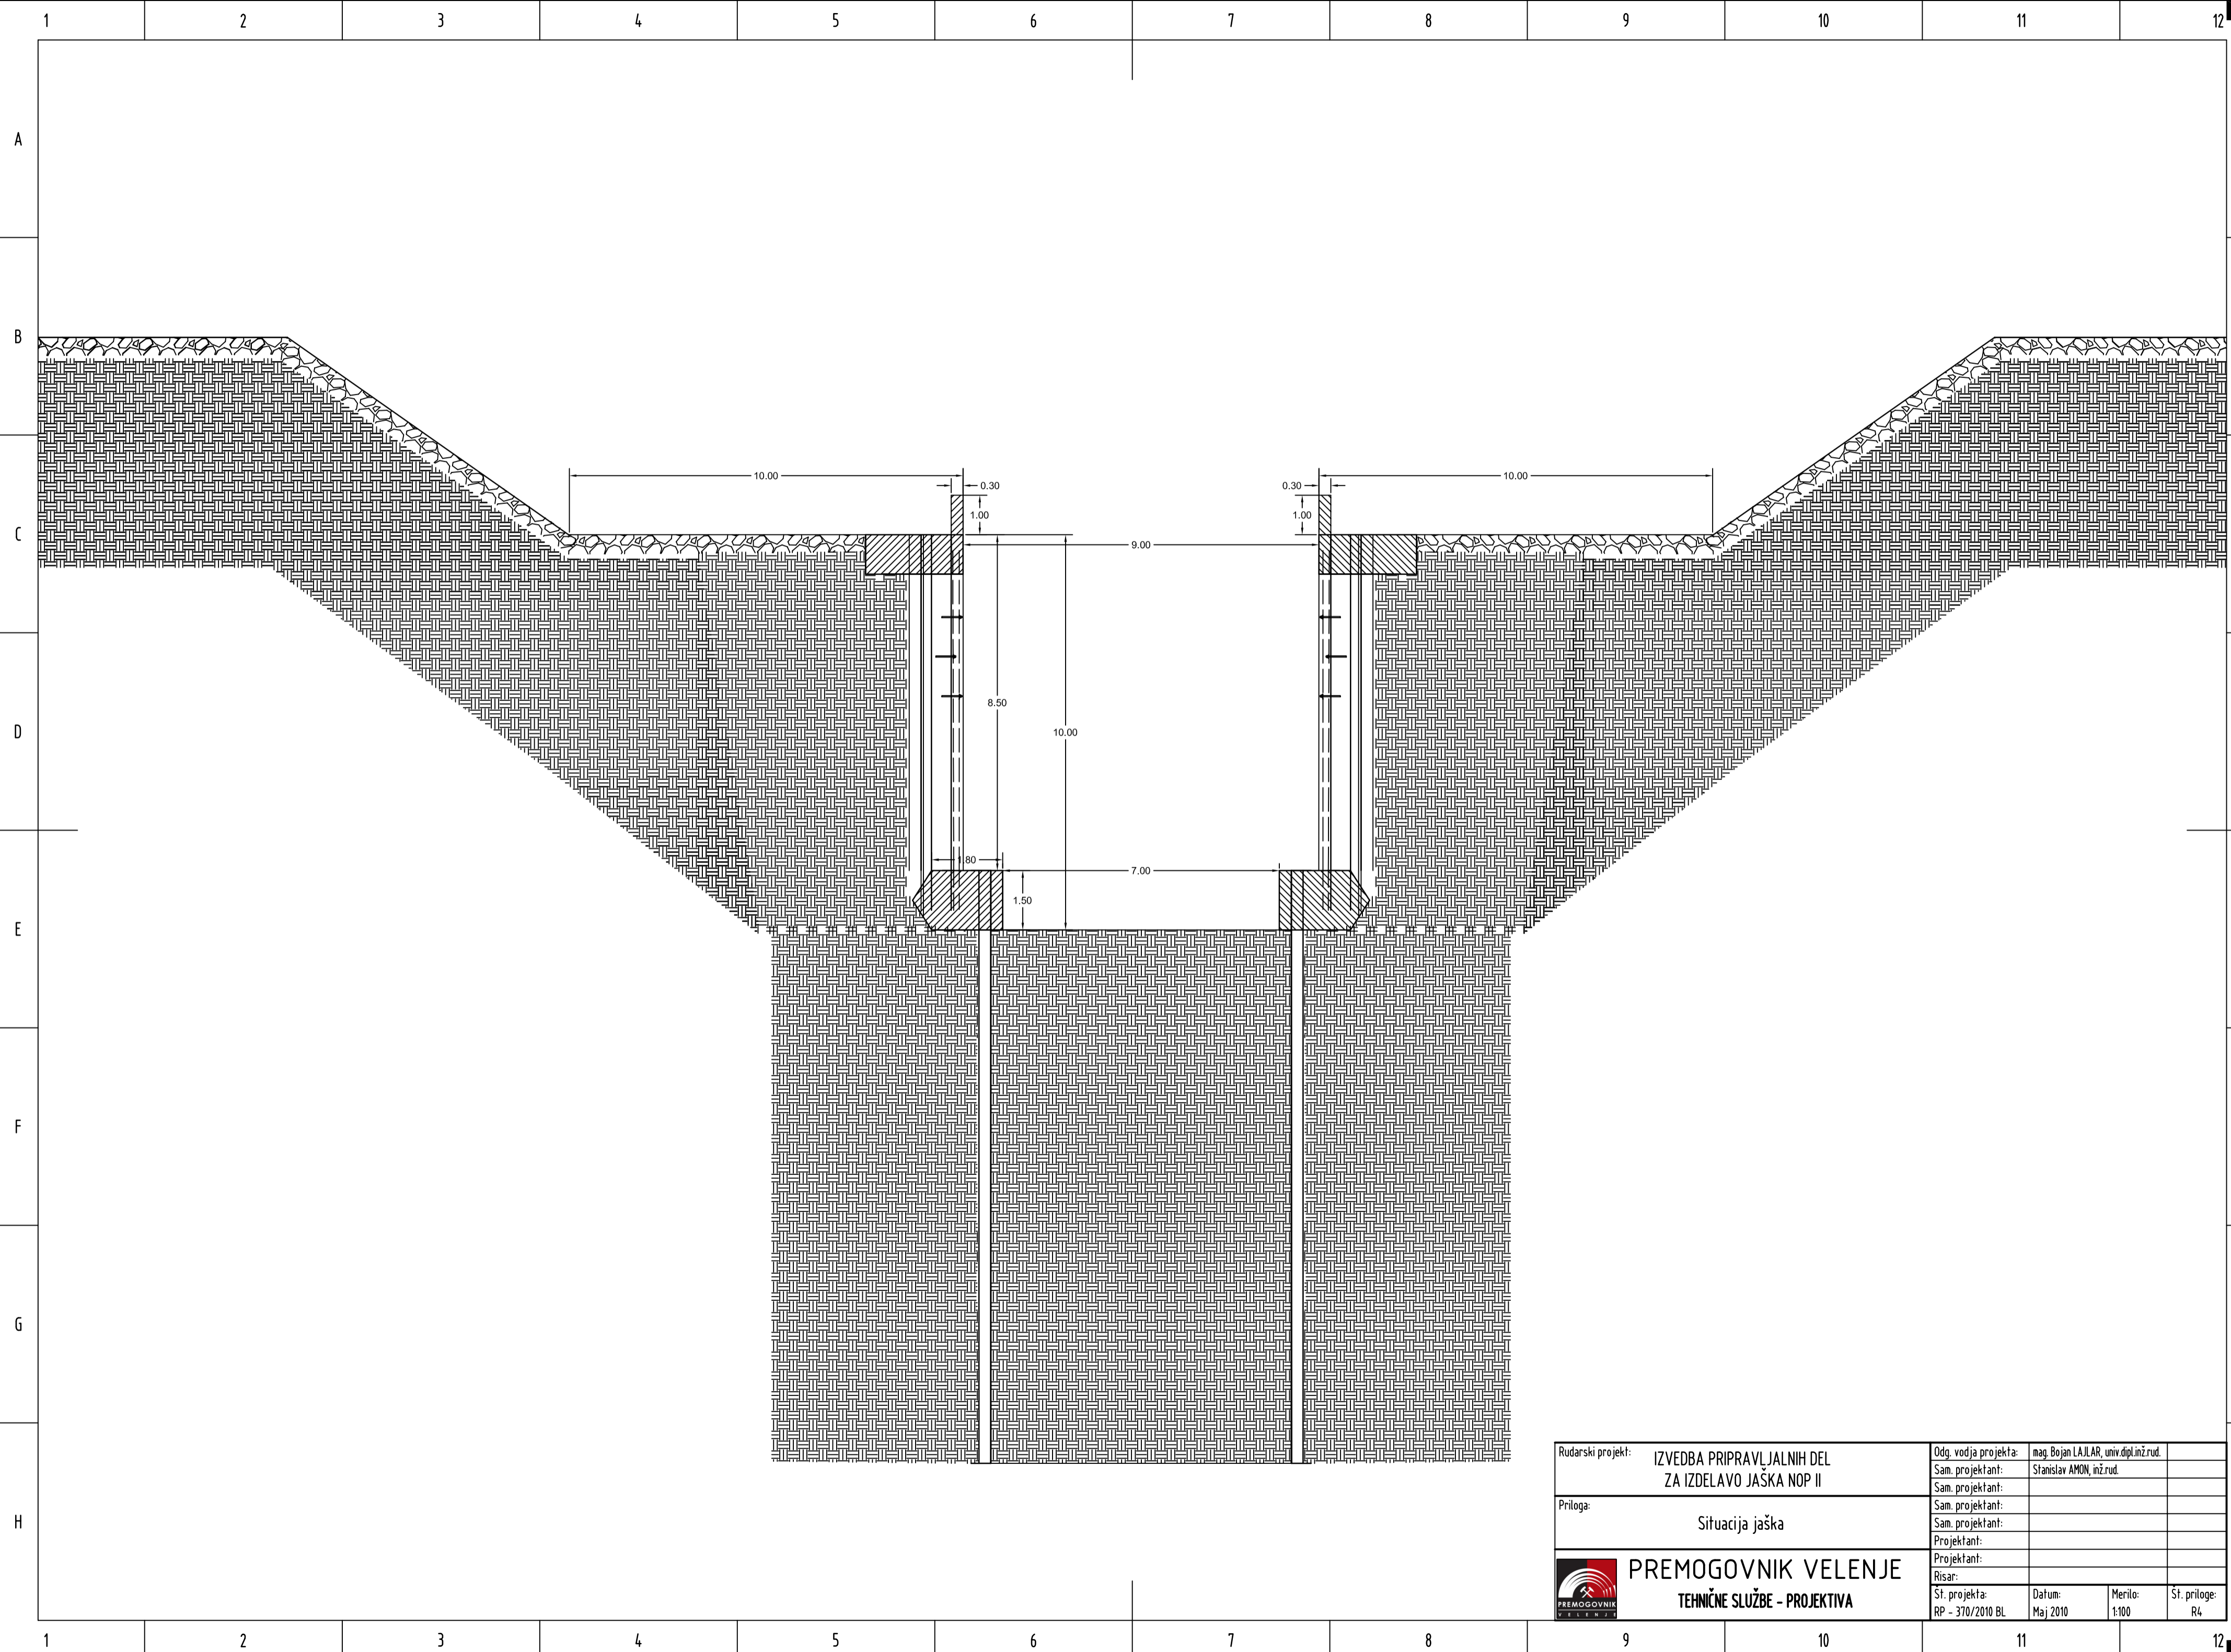 1 2 3 4 5 6 7 8 9 10 11 12
A
B
10.00 10.00
0.30 0.30
1.00 1.00
C
9.00
8.50
D
10.00
1.80
7.00
1.50
E
F
G
H
Rudarski projekt:
IZVEDBA PRIPRAVLJALNIH DEL
ZA IZDELAVO JAŠKA NOP II
Priloga:
Situacija jaška
PREMOGOVNIK
VELENJE
PREMOGOVNIK VELENJE
TEHNIČNE SLUŽBE - PROJEKTIVA
Odg. vodja projekta: mag. Bojan LAJLAR, univ.dipl.inž.rud.
Sam. projektant: Stanislav AMON, inž.rud.
Sam. projektant:
Sam. projektant:
Sam. projektant:
Projektant:
Projektant:
Risar:
Št. projekta: Datum: Merilo: Št. priloge:
RP - 370/2010 BL Maj 2010 1:100 R4
1 2 3 4 5 6 7 8 9 10 11 12